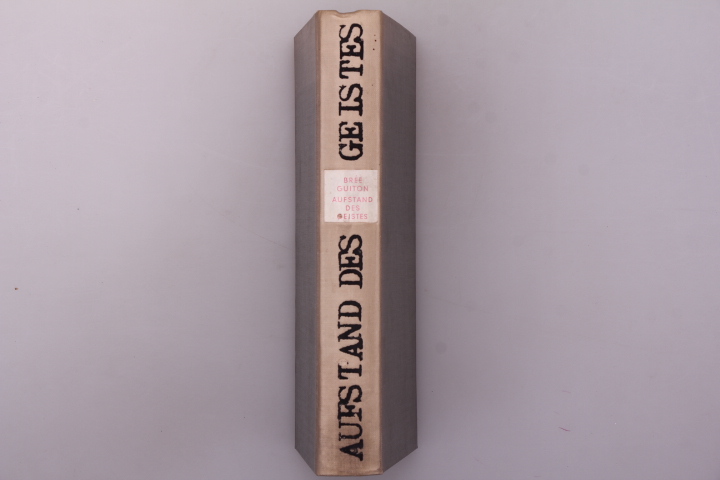 AUFSTAND DES GEISTES
BRÉE
GUITON
AUFSTAND
DES
GEISTES